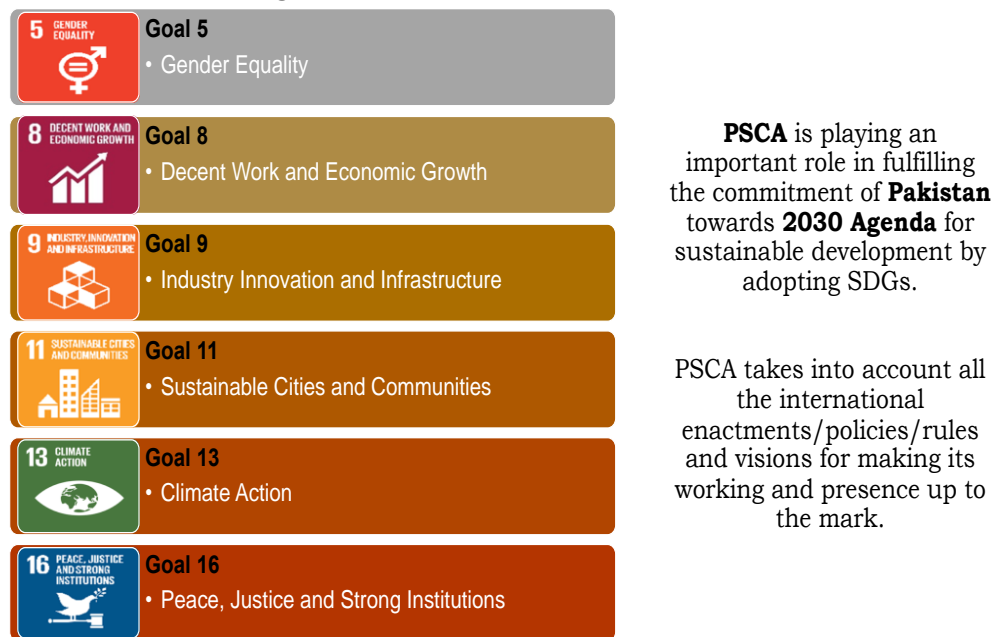 5 GENDER
EQUALITY
Goal 5
• Gender Equality
8 DECENT WORK AND
ECONOMIC GROWTH
Goal 8
• Decent Work and Economic Growth
9 INDUSTRY, INNOVATION
AND INFRASTRUCTURE
Goal 9
• Industry Innovation and Infrastructure
11 SUSTAINABLE CITIES
AND COMMUNITIES
Goal 11
• Sustainable Cities and Communities
13 CLIMATE
ACTION
Goal 13
• Climate Action
16 PEACE, JUSTICE
AND STRONG
INSTITUTIONS
Goal 16
• Peace, Justice and Strong Institutions
PSCA is playing an
important role in fulfilling
the commitment of Pakistan
towards 2030 Agenda for
sustainable development by
adopting SDGs.
PSCA takes into account all
the international
enactments/policies/rules
and visions for making its
working and presence up to
the mark.